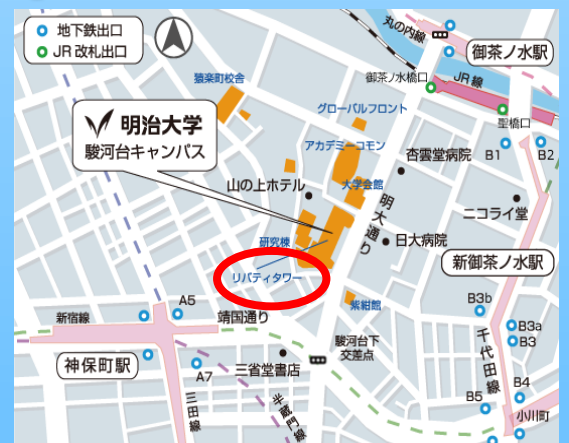 地下鉄出口
JR 改札出口
丸の内線
御茶ノ水駅
猿楽町校舎
御茶ノ水橋口
JR 線
グローバルフロント
聖橋口
明治大学
駿河台キャンパス
アカデミーコモン
杏雲堂病院
B1
B2
山の上ホテル
大学会館
明大通り
ニコライ堂
研究棟
日大病院
リバティタワー
新御茶ノ水駅
紫紺館
A5
B3b
新宿線
靖国通り
B3a
B3
駿河台下
交差点
千代田線
神保町駅
三省堂書店
A7
B4
B5
小川町
三田線
半蔵門線